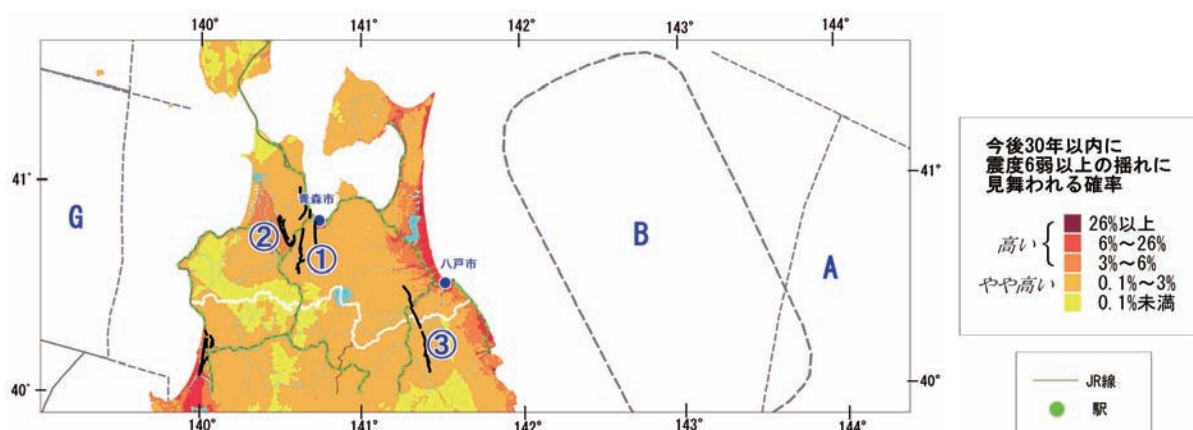 140° 141° 142° 143° 144°
41°
41°
G
B
A
青森市
②
①
八戸市
③
40°
40°
140° 141° 142° 143° 144°
今後30年以内に
震度6弱以上の揺れに
見舞われる確率
高い
やや高い
26%以上
6%~26%
3%~6%
0.1%~3%
0.1%未満
JR線
駅